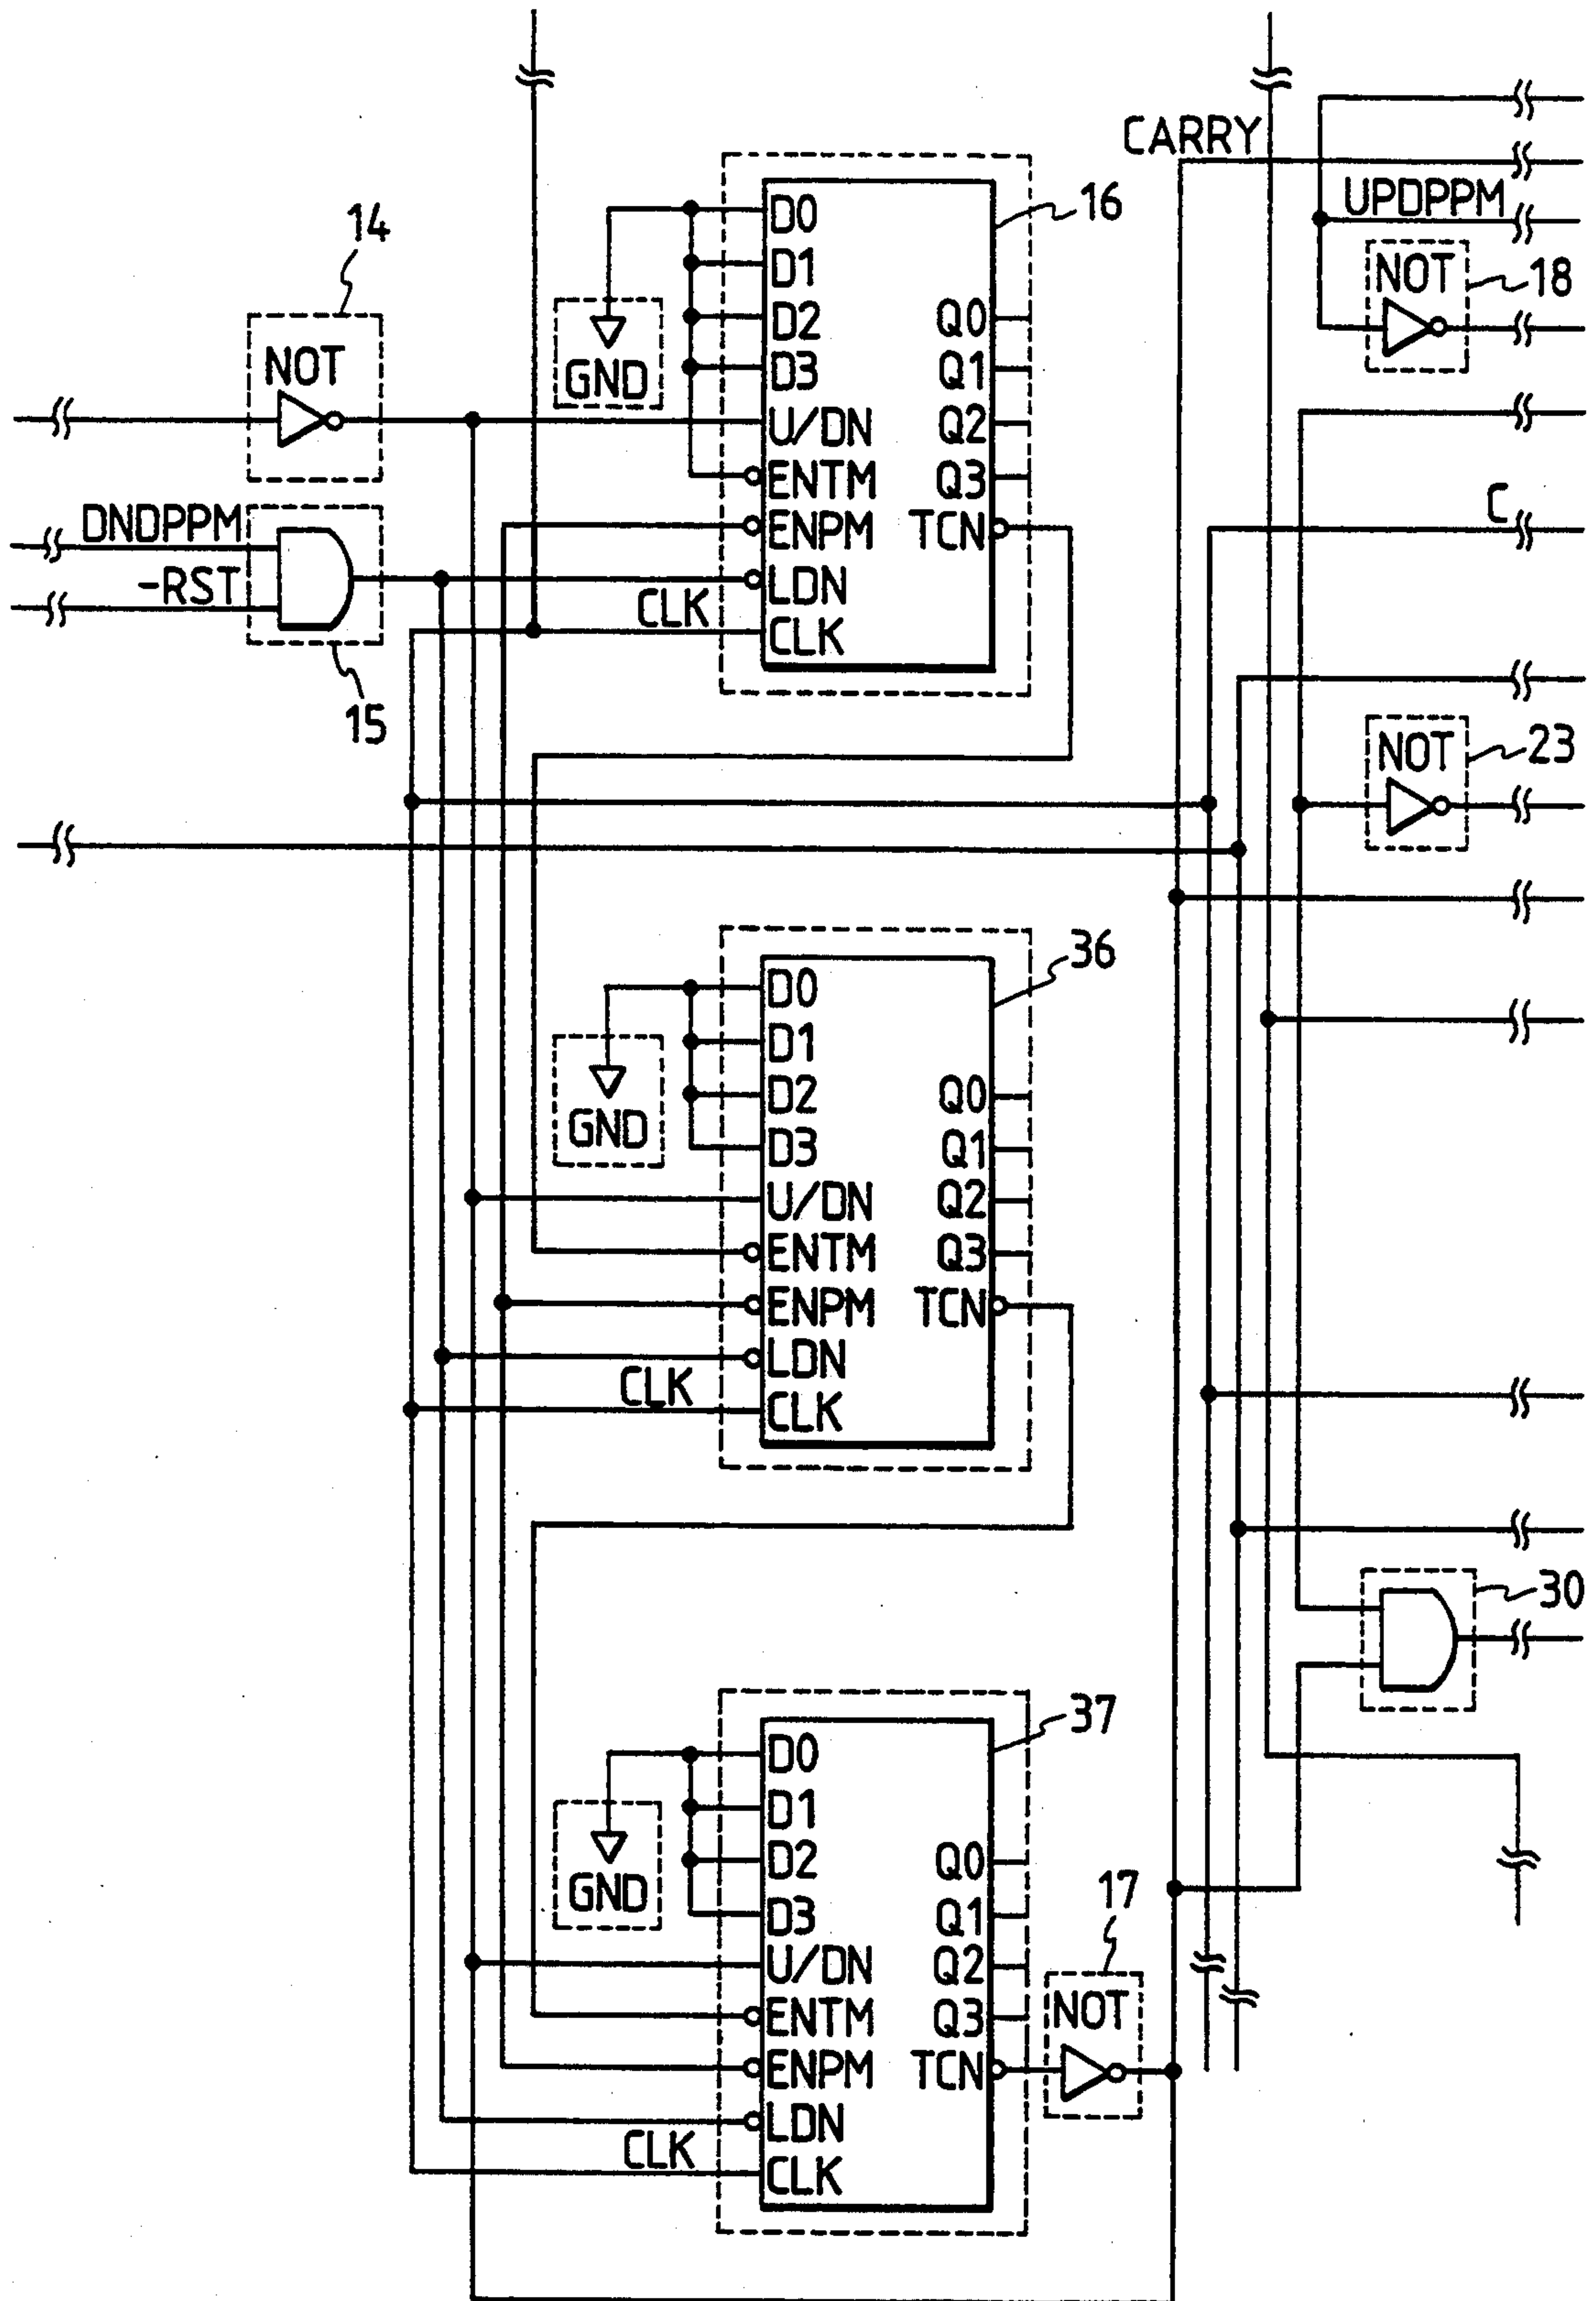 CARRY
UPDPPM
NOT
18
14
NOT
DNDPPM
-RST
15
GND
CLK
16
D0
D1
D2
D3
U/DN
ENTM
ENPM
LDN
CLK
Q0
Q1
Q2
Q3
TCN
C
NOT
23
36
GND
CLK
D0
D1
D2
D3
U/DN
ENTM
ENPM
LDN
CLK
Q0
Q1
Q2
Q3
TCN
30
37
GND
CLK
D0
D1
D2
D3
U/DN
ENTM
ENPM
LDN
CLK
Q0
Q1
Q2
Q3
TCN
17
NOT